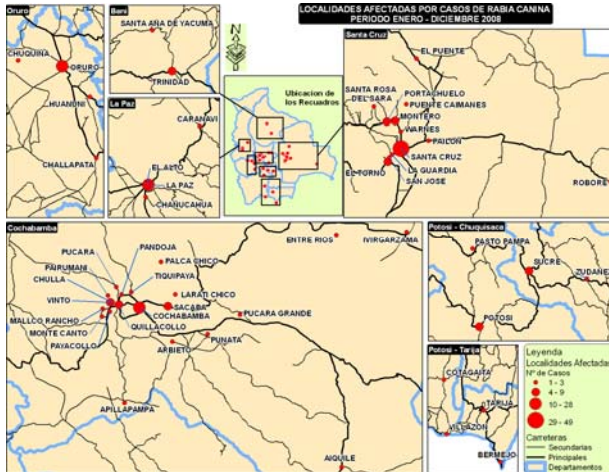 LOCALIDADES AFECTADAS POR CASOS DE RABIA CANINA
PERIODO ENERO - DICIEMBRE 2008
Oruro
CHUQUINA
ORURO
HUANUNI
CHALLAPATA
Beni
SANTA AÑA DE YACUMA
TRINIDAD
La Paz
CARANAVI
EL ALTO
LA PAZ
CHAÑUCAHUA
Ubicacion de
los Recuadros
Santa Cruz
EL PUENTE
SANTA ROSA
DEL SARA
PORTACHUELO
PUENTE CAIMANES
MONTERO
WARNES
PAILON
SANTA CRUZ
EL TORNO
LA GUARDIA
SAN JOSE
ROBORE
Cochabamba
ENTRE RIOS
IVIRGARZAMA
PUCARA
PANDOJA
PAIRUMANI
PALCA CHICO
CHULLA
TIQUIPAYA
VINTO
LARATI CHICO
MALLCO RANCHO
SACABA
COCHABAMBA
PUCARA GRANDE
MONTE CANTO
QUILLACOLLO
PAYACOLLO
ARBIETO
PUNATA
APILLAPAMPA
AIQUILE
Potosi - Chuquisaca
PASTO PAMPA
SUCRE
ZUDAÑEZ
POTOSI
Potosi - Tarija
COTAGAITA
TARIJA
VILLAZON
BERMEJO
Leyenda
Localidades Afectadas
Nº de Casos
1 - 3
4 - 9
10 - 28
29 - 49
Carreteras
Secundarias
Principales
Departamentos